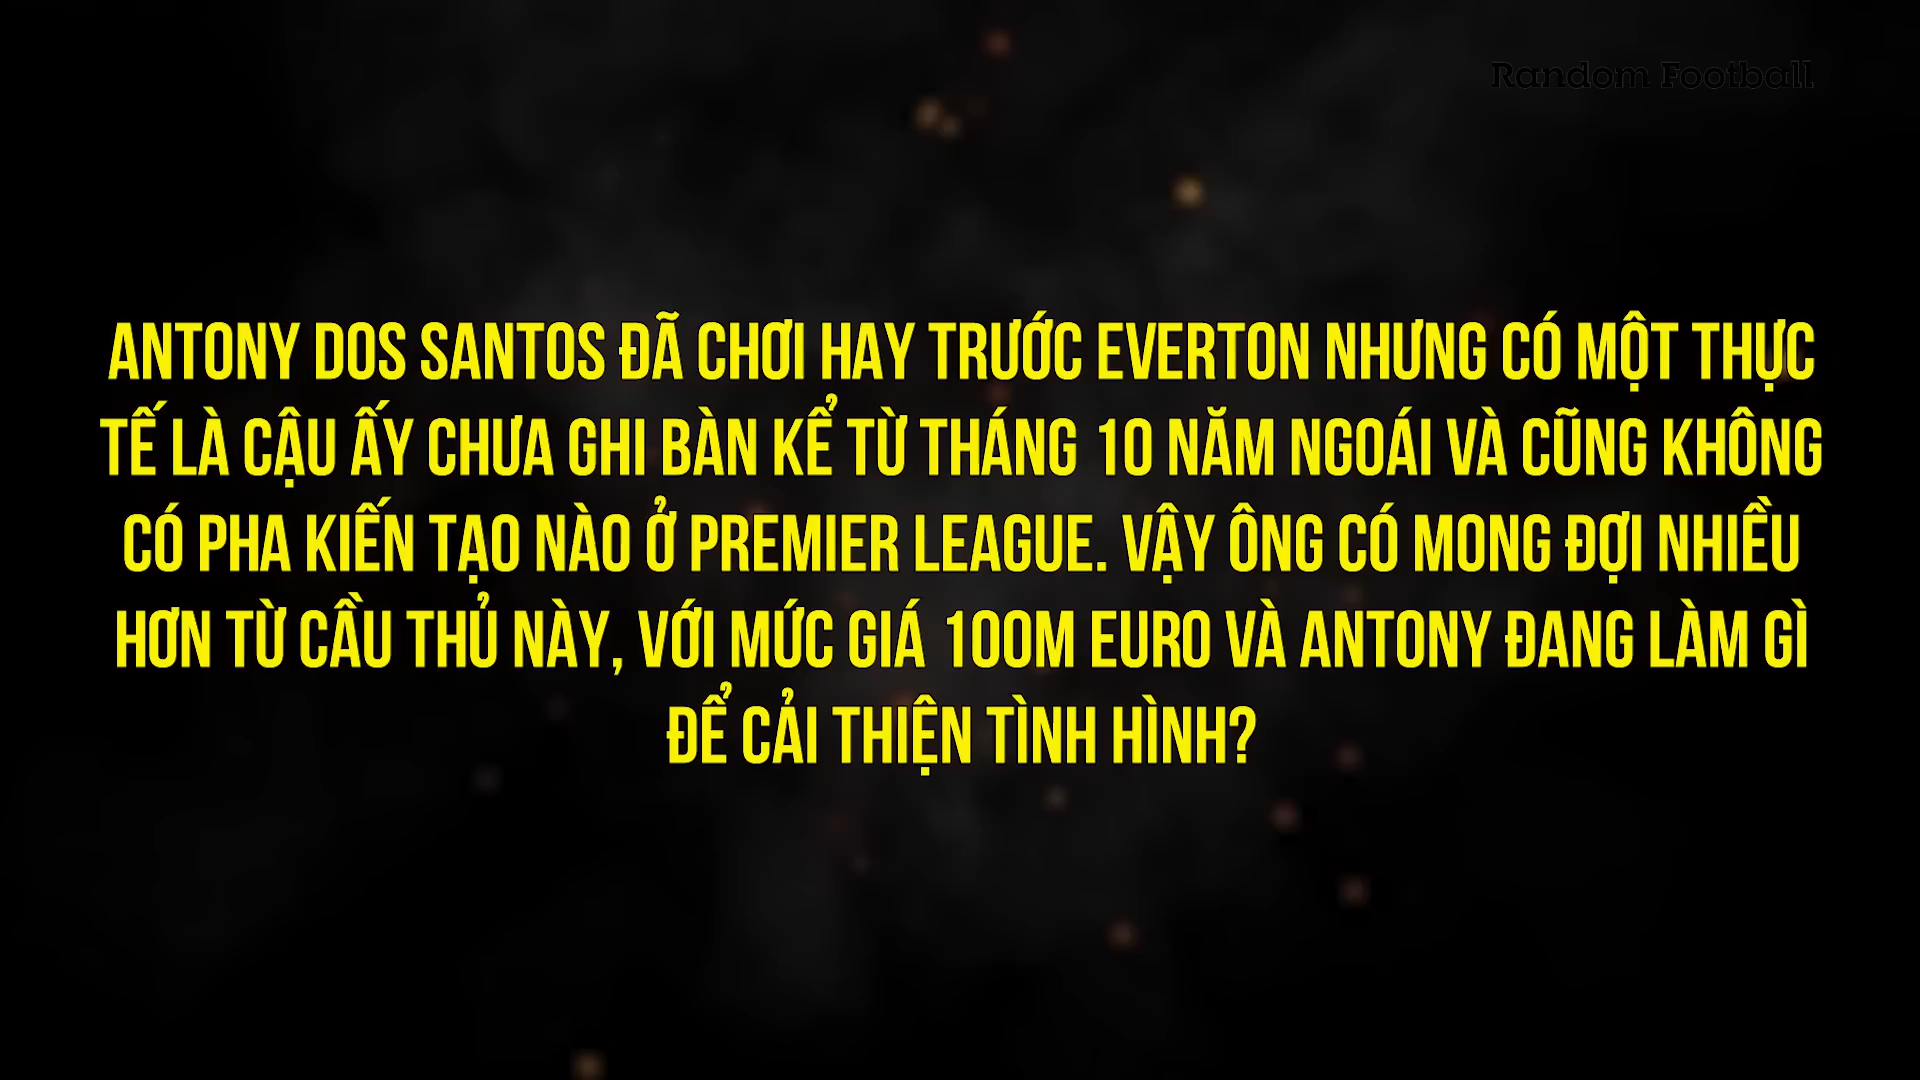 Random Football
ANTONY DOS SANTOS ĐÃ CHƠI HAY TRƯỚC EVERTON NHƯNG CÓ MỘT THỰC
TẾ LÀ CẬU ẤY CHƯA GHI BÀN KỂ TỪ THÁNG 10 NĂM NGOÁI VÀ CŨNG KHÔNG
CÓ PHA KIẾN TẠO NÀO Ở PREMIER LEAGUE. VẬY ÔNG CÓ MONG ĐỢI NHIỀU
HƠN TỪ CẦU THỦ NÀY, VỚI MỨC GIÁ 100M EURO VÀ ANTONY ĐANG LÀM GÌ
ĐỂ CẢI THIỆN TÌNH HÌNH?